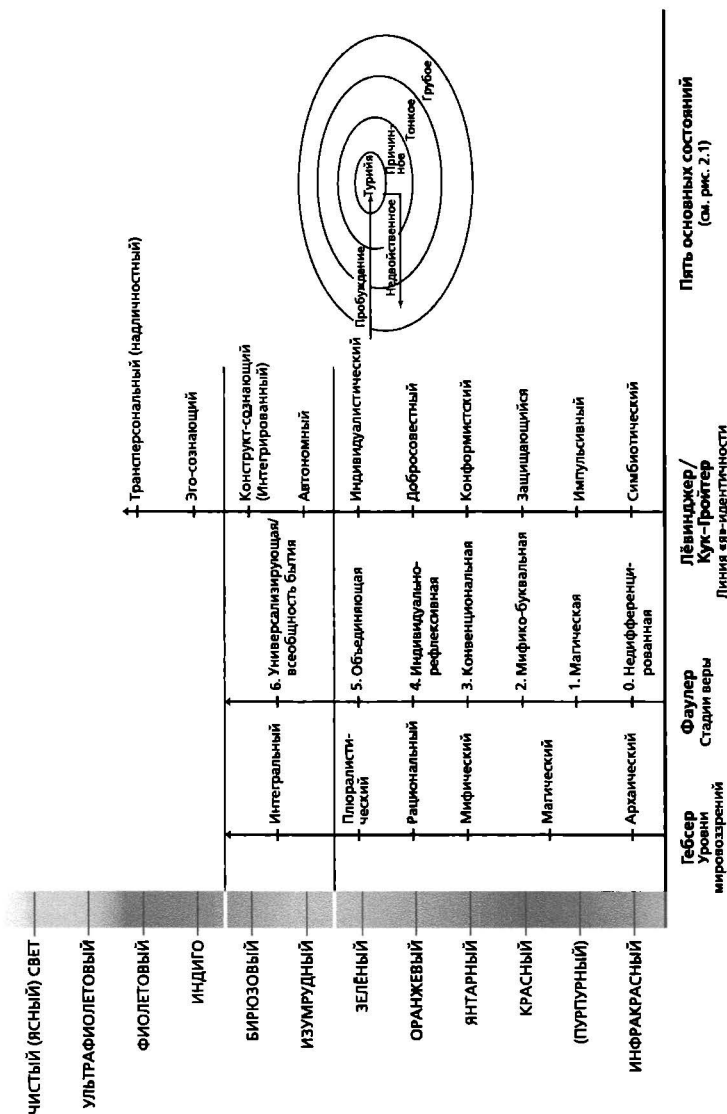 ЧИСТЫЙ (ЯСНЫЙ) СВЕТ
УЛЬТРАФИОЛЕТОВЫЙ
ФИОЛЕТОВЫЙ
ИНДИГО
БИРЮЗОВЫЙ
ИЗУМРУДНЫЙ
ЗЕЛЁНЫЙ
ОРАНЖЕВЫЙ
ЯНТАРНЫЙ
КРАСНЫЙ
(ПУРПУРНЫЙ)
ИНФРАКРАСНЫЙ
Интегральный
Плюралисти-
ческий
Рациональный
Мифический
Магический
Архаический
Гебсер
Уровни
мировоззрений
6. Универсализирующая/
всеобщность бытия
5. Объединяющая
4. Индивидуально-
рефлексивная
3. Конвенциональная
2. Мифико-буквальная
1. Магическая
0. Недифференци-
рованная
Фаулер
Стадии веры
Трансперсональный (надличностный)
Эго-сознающий
Конструкт-сознающий
(Интегрированный)
Автономный
Индивидуалистический
Добросовестный
Конформистский
Защищающийся
Импульсивный
Симбиотический
Лёвинджер/
Кук-Гройтер
Линия «я»-идентичности
Пробуждение
Недвойственное
Турийя
Причин-
ное
Тонкое
Грубое
Пять основных состояний
(см. рис. 2.1)